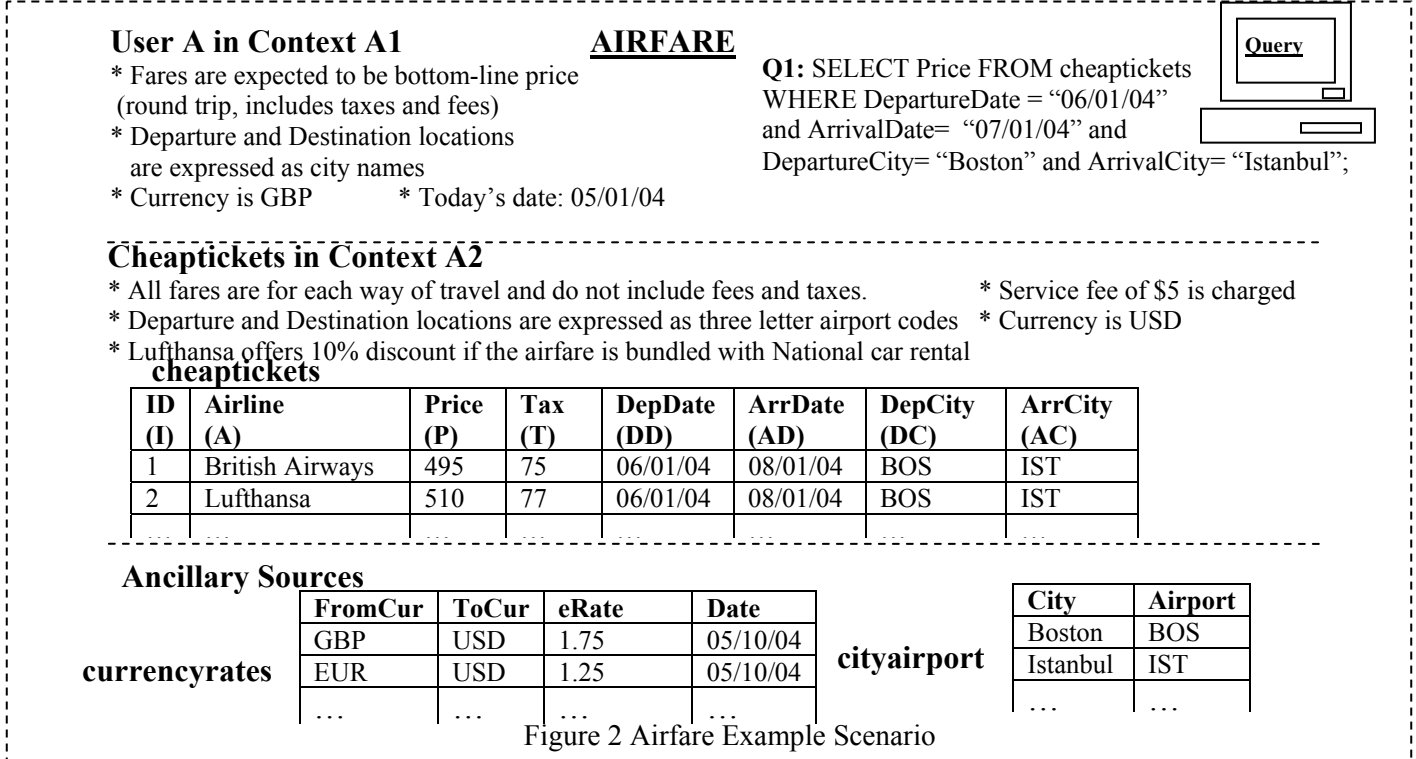 User A in Context A1
AIRFARE
* Fares are expected to be bottom-line price
(round trip, includes taxes and fees)
* Departure and Destination locations
are expressed as city names
* Currency is GBP * Today's date: 05/01/04
Q1: SELECT Price FROM cheaptickets
WHERE DepartureDate = “06/01/04”
and ArrivalDate= “07/01/04” and
DepartureCity= “Boston” and ArrivalCity= “Istanbul”;
Query
Cheaptickets in Context A2
* All fares are for each way of travel and do not include fees and taxes. * Service fee of $5 is charged
* Departure and Destination locations are expressed as three letter airport codes * Currency is USD
* Lufthansa offers 10% discount if the airfare is bundled with National car rental
cheaptickets
ID Airline Price Tax DepDate ArrDate DepCity ArrCity
(I) (A) (P) (T) (DD) (AD) (DC) (AC)
1 British Airways 495 75 06/01/04 08/01/04 BOS IST
2 Lufthansa 510 77 06/01/04 08/01/04 BOS IST
… … … … … … … …
Ancillary Sources
currencyrates
FromCur ToCur eRate Date
GBP USD 1.75 05/10/04
EUR USD 1.25 05/10/04
… … … …
cityairport
City Airport
Boston BOS
Istanbul IST
… …
Figure 2 Airfare Example Scenario